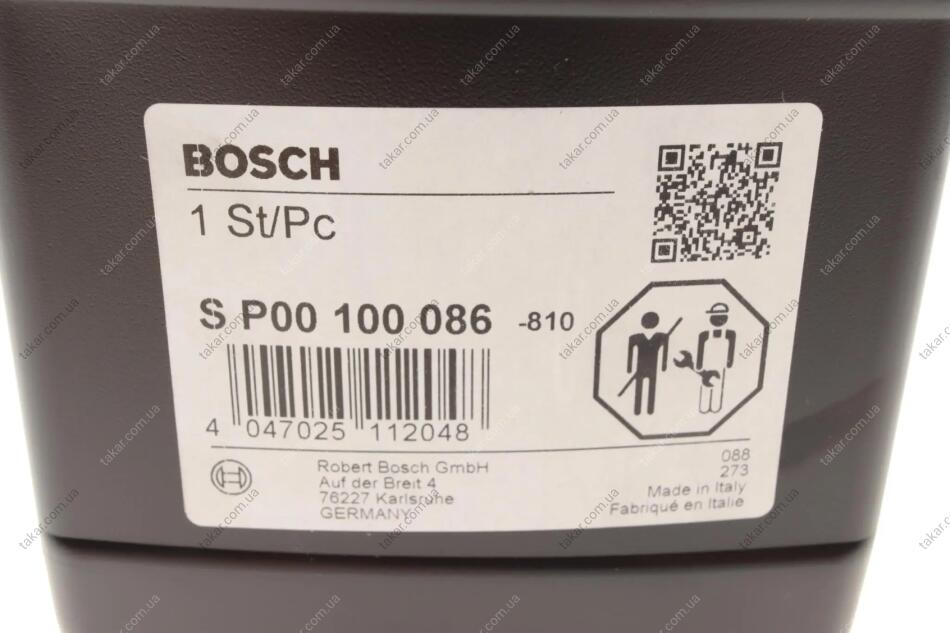 BOSCH
1 St/Pc
S P00 100 086 -810
4 047025 112048
Robert Bosch GmbH
Auf der Breit 4
76227 Karlsruhe
GERMANY
088
273
Made in Italy
Fabriqué en Italie
takar.com.ua